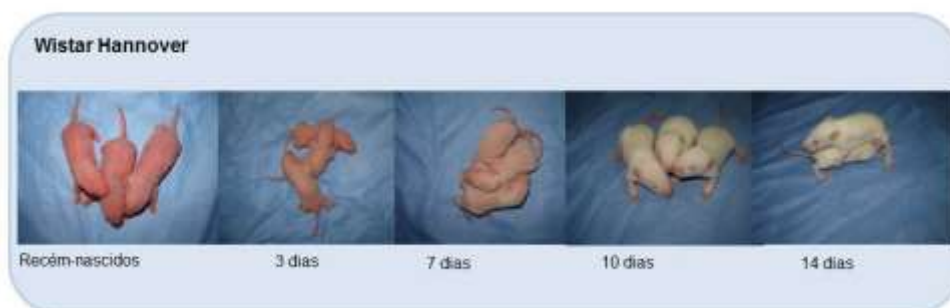 Wistar Hannover
Recém-nascidos
3 dias
7 dias
10 dias
14 dias